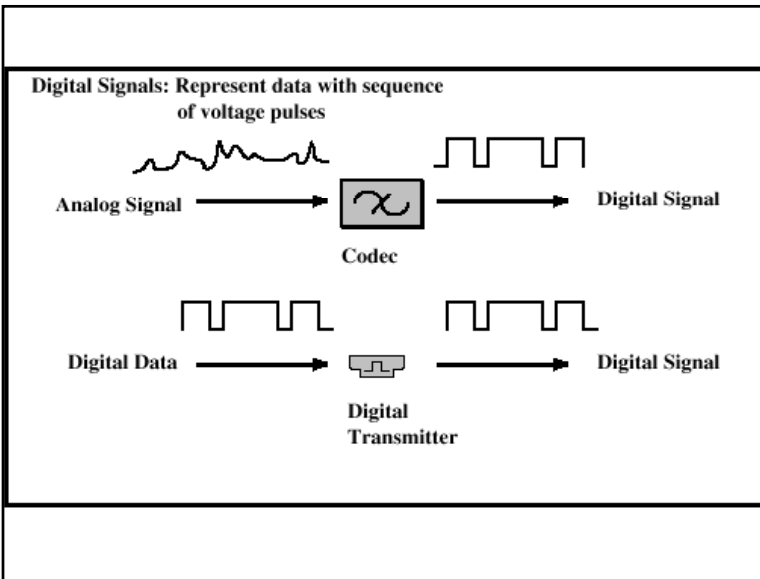 Digital Signals: Represent data with sequence
of voltage pulses
Analog Signal
Digital Signal
Codec
Digital Data
Digital Signal
Digital
Transmitter